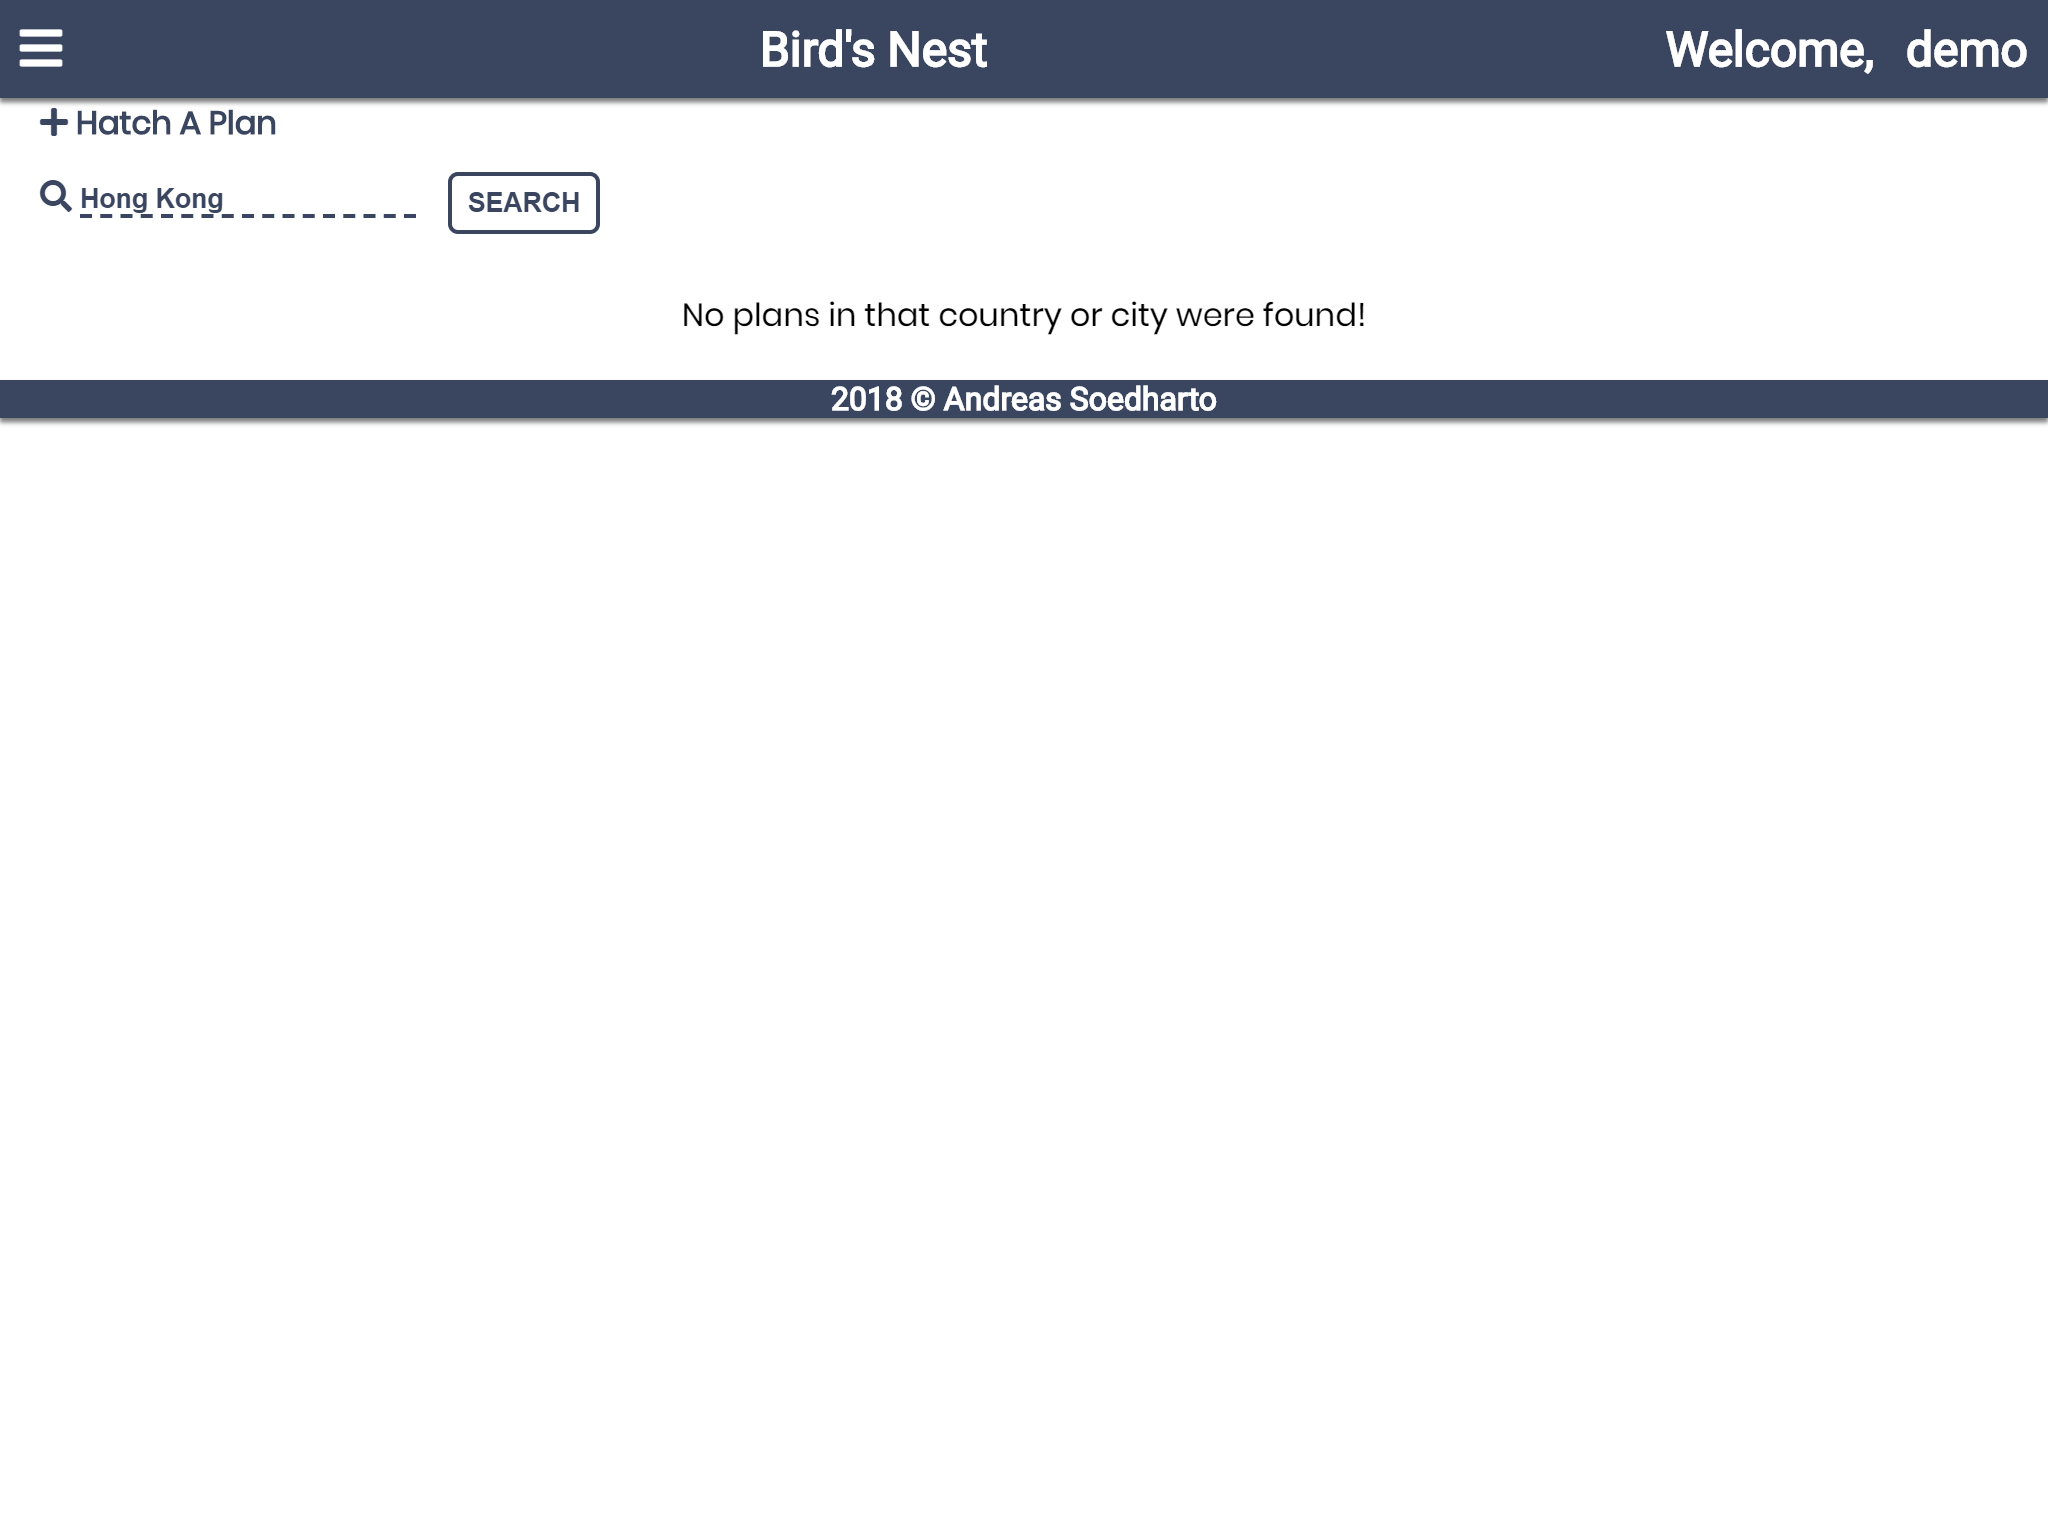 Bird's Nest
Welcome, demo
Hatch A Plan
Hong Kong
SEARCH
No plans in that country or city were found!
2018 © Andreas Soedharto